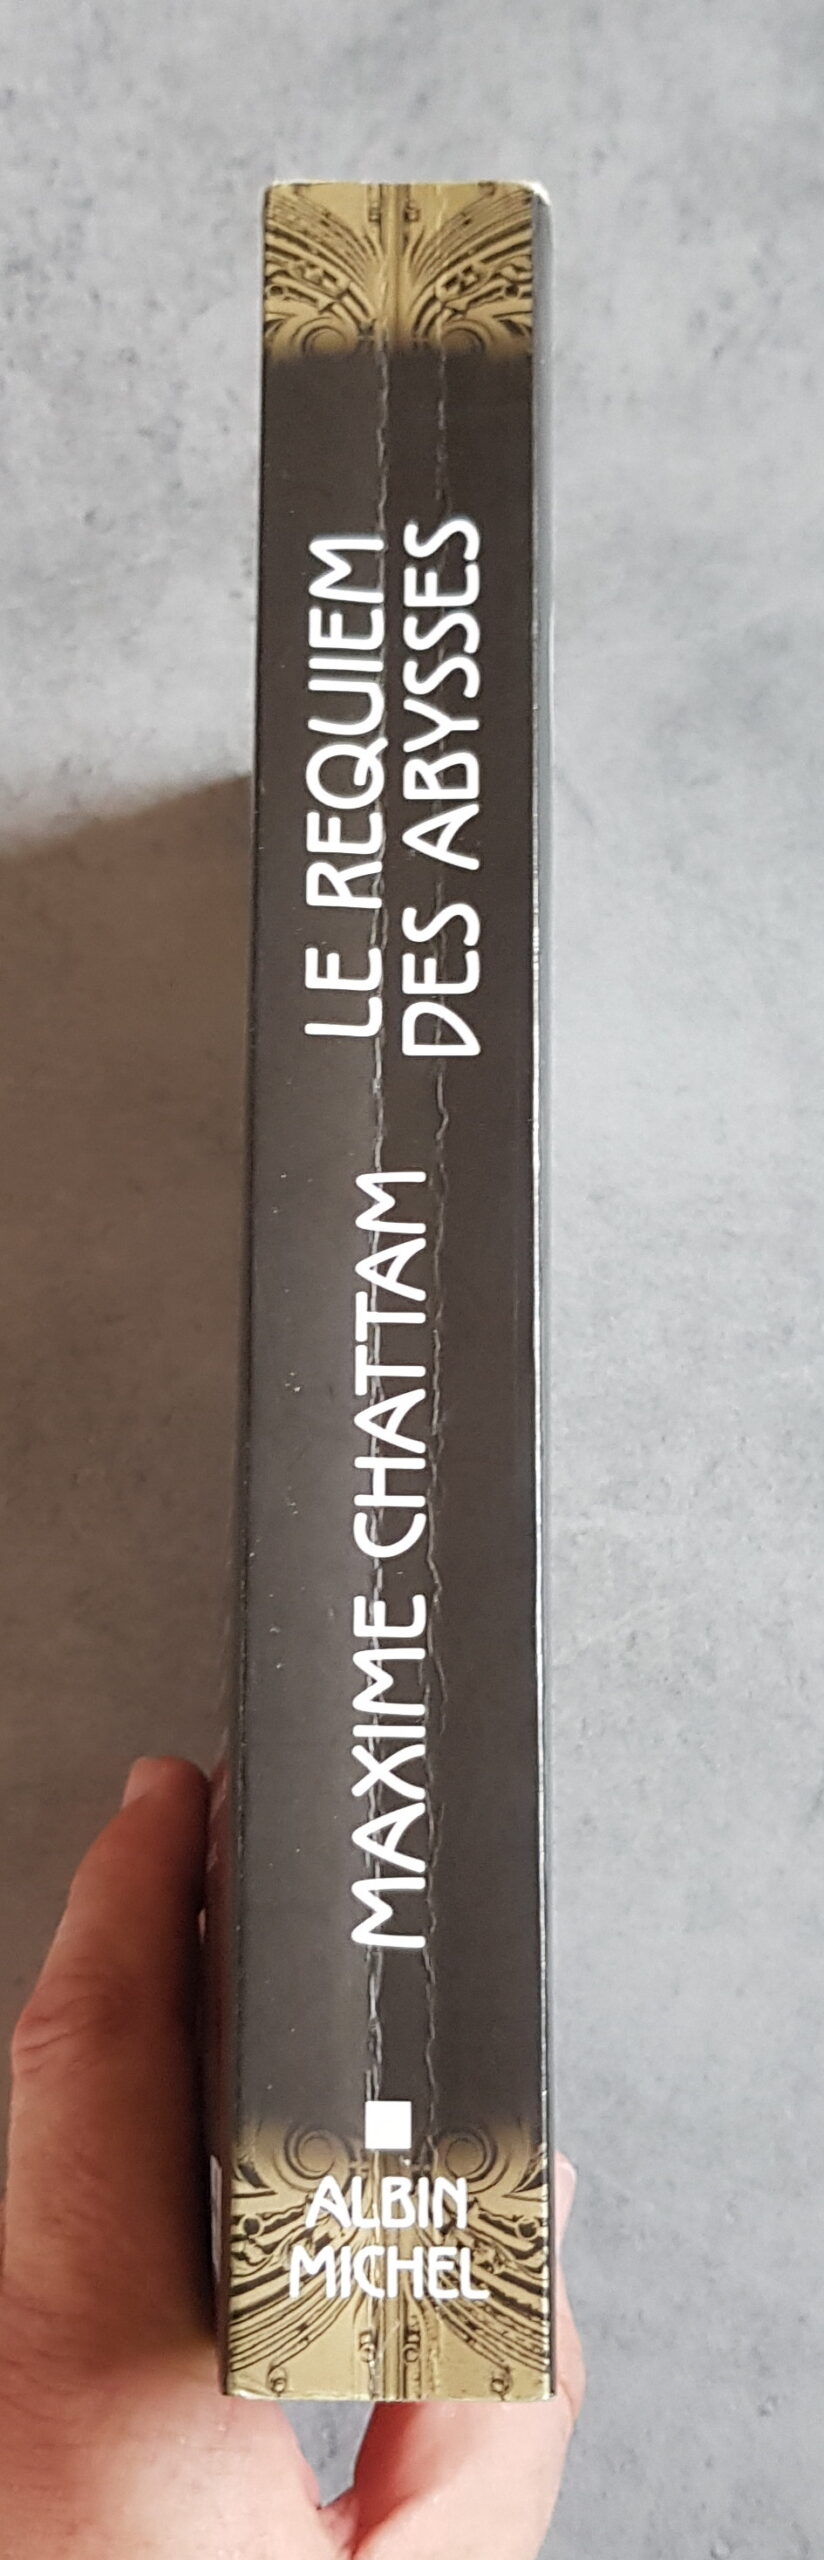 LE REQUIEM
DES ABYSSES
MAXIME CHATTAM
ALBIN
MICHEL